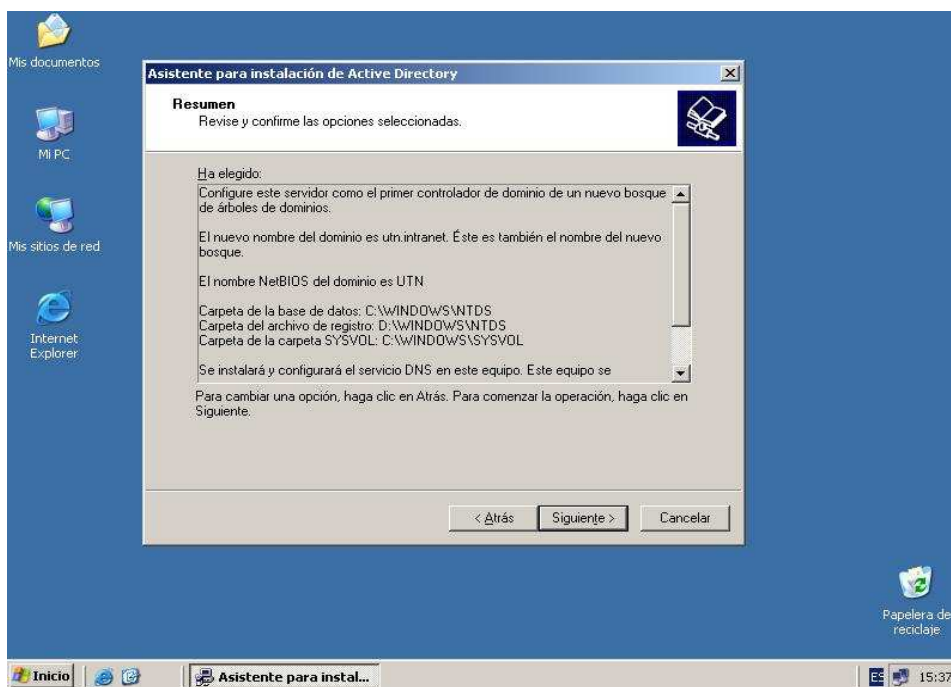 Mis documentos
Mi PC
Mis sitios de red
Internet
Explorer
Asistente para instalación de Active Directory
Resumen
Revise y confirme las opciones seleccionadas.
Ha elegido:
Configure este servidor como el primer controlador de dominio de un nuevo bosque
de árboles de dominios.
El nuevo nombre del dominio es utn.intranet. Éste es también el nombre del nuevo
bosque.
El nombre NetBIOS del dominio es UTN
Carpeta de la base de datos: C:\WINDOWS\NTDS
Carpeta del archivo de registro: D:\WINDOWS\NTDS
Carpeta de la carpeta SYSVOL: C:\WINDOWS\SYSVOL
Se instalará y configurará el servicio DNS en este equipo. Este equipo se
Para cambiar una opción, haga clic en Atrás. Para comenzar la operación, haga clic en
Siguiente.
< Atrás Siguiente > Cancelar
Papelera de
reciclaje
Inicio Asistente para instal... ES 15:37